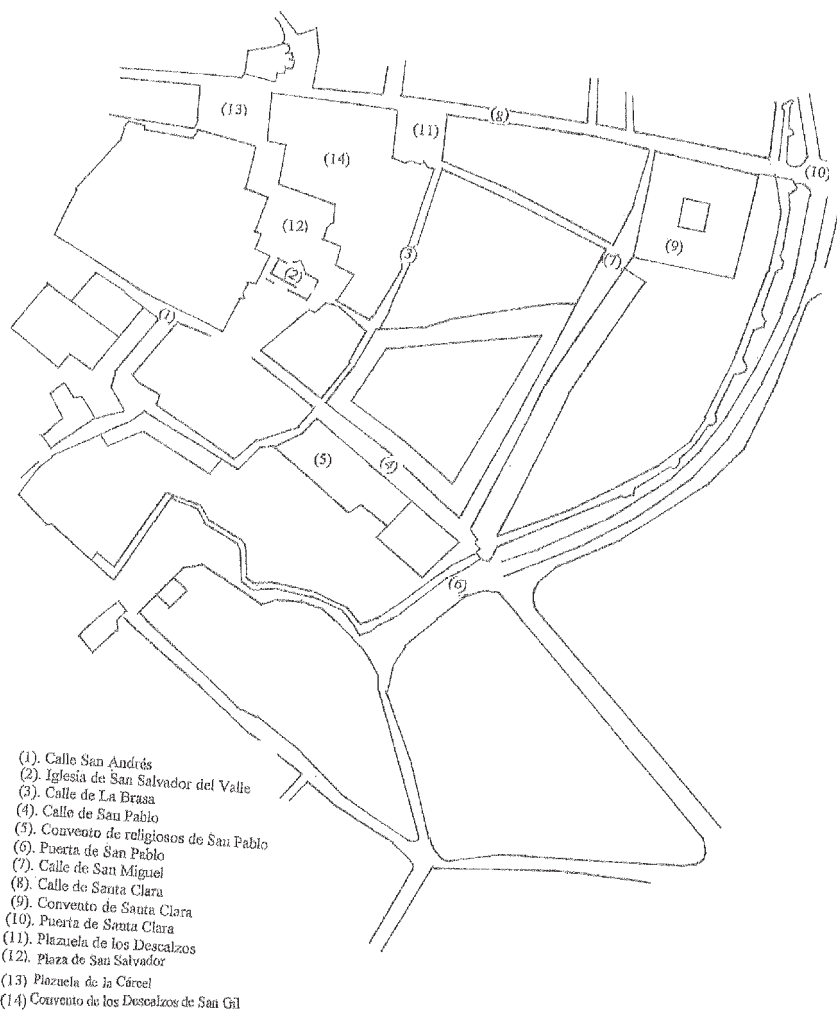 (13)
(11)
(8)
(14)
(10)
(12)
(9)
(3)
(7)
(2)
(1)
(5)
(4)
(6)
(1). Calle San Andrés
(2). Iglesia de San Salvador del Valle
(3). Calle de La Brasa
(4). Calle de San Pablo
(5). Convento de religiosos de San Pablo
(6). Puerta de San Pablo
(7). Calle de San Miguel
(8). Calle de Santa Clara
(9). Convento de Santa Clara
(10). Puerta de Santa Clara
(11). Plazuela de los Descalzos
(12). Plaza de San Salvador
(13) Plazuela de la Cárcel
(14) Convento de los Descalzos de San Gil